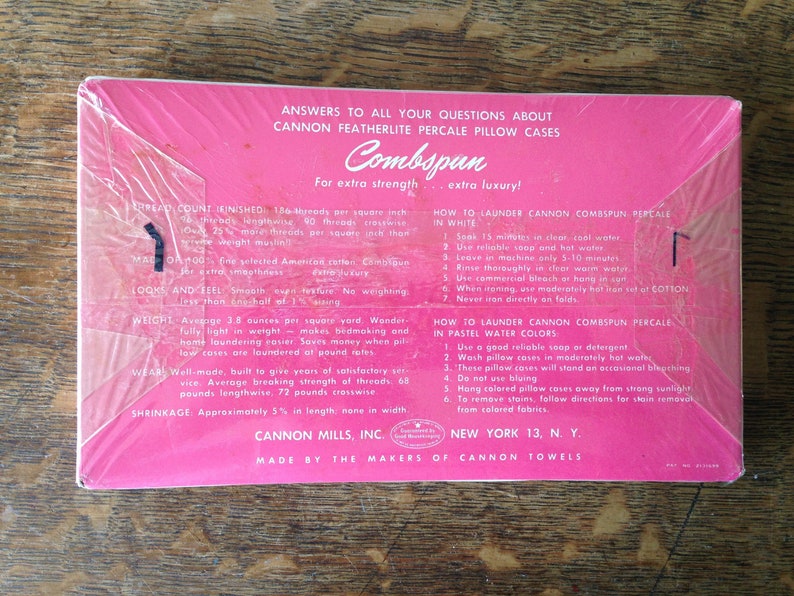 ANSWERS TO ALL YOUR QUESTIONS ABOUT
CANNON FEATHERLITE PERCALE PILLOW CASES
Combspun
For extra strength . . . extra luxury!
THREAD COUNT (FINISHED): 186 threads per square inch
96 threads lengthwise, 90 threads crosswise.
(Over 25% more threads per square inch than
service weight muslin!)
MADE OF: 100% fine selected American cotton. Combspun
for extra smoothness extra luxury
LOOKS AND FEEL: Smooth, even texture. No weighting;
less than one-half of 1% sizing.
WEIGHT: Average 3.8 ounces per square yard. Wonder-
fully light in weight — makes bedmaking and
home laundering easier. Saves money when pil-
low cases are laundered at pound rates.
WEAR: Well-made, built to give years of satisfactory ser-
vice. Average breaking strength of threads: 68
pounds lengthwise, 72 pounds crosswise.
SHRINKAGE: Approximately 5% in length; none in width.
HOW TO LAUNDER CANNON COMBSPUN PERCALE
IN WHITE:
1. Soak 15 minutes in clear, cool water.
2. Use reliable soap and hot water.
3. Leave in machine only 5-10 minutes.
4. Rinse thoroughly in clear warm water.
5. Use commercial bleach or hang in sun.
6. When ironing, use moderately hot iron set at COTTON.
7. Never iron directly on folds.
HOW TO LAUNDER CANNON COMBSPUN PERCALE
IN PASTEL WATER COLORS:
1. Use a good reliable soap or detergent.
2. Wash pillow cases in moderately hot water.
3. These pillow cases will stand an occasional bleaching.
4. Do not use bluing
5. Hang colored pillow cases away from strong sunlight.
6. To remove stains, follow directions for stain removal
from colored fabrics.
CANNON MILLS, INC. Guaranteed by Good Housekeeping NEW YORK 13, N. Y.
MADE BY THE MAKERS OF CANNON TOWELS
PAT. NO. 2131699